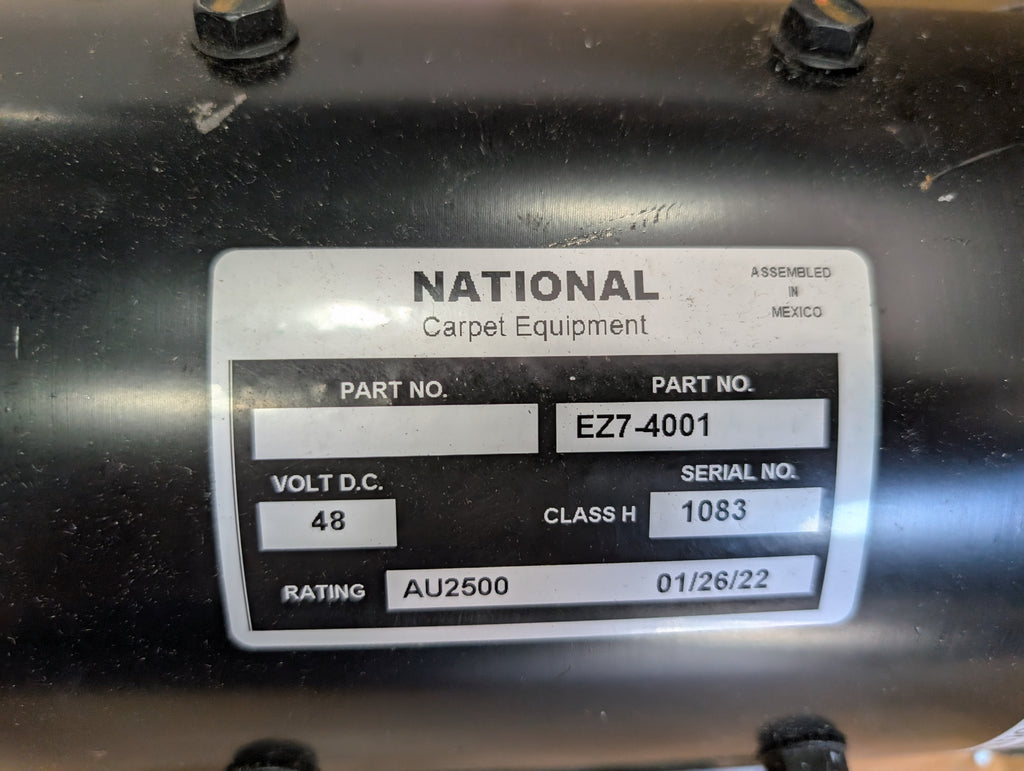 NATIONAL
Carpet Equipment
ASSEMBLED
IN
MEXICO
PART NO.
PART NO.
EZ7-4001
VOLT D.C.
48
SERIAL NO.
CLASS H
1083
RATING
AU2500
01/26/22